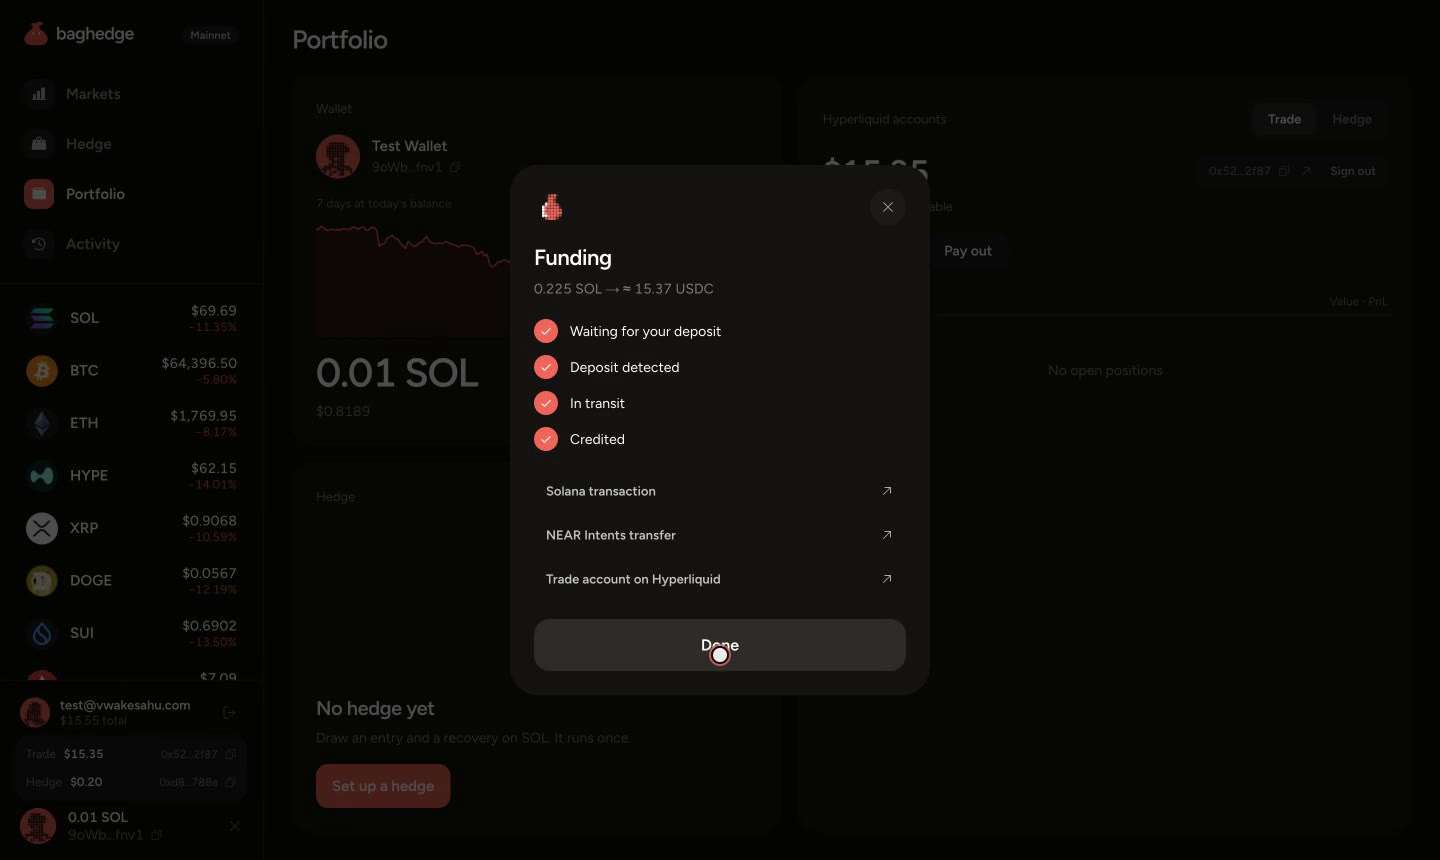 baghedge
Mainnet
Markets
Hedge
Portfolio
Activity
SOL
$69.69
−11.35%
BTC
$64,396.50
−5.80%
ETH
$1,769.95
−8.17%
HYPE
$62.15
−14.01%
XRP
$0.9068
−10.59%
DOGE
$0.0567
−12.19%
SUI
$0.6902
−13.50%
$7.09
test@vwakesahu.com
$15.55 total
Trade $15.35 0x52...2f87
Hedge $0.20 0xd8...788e
0.01 SOL
9oWb...fnv1
Portfolio
Wallet
Test Wallet
9oWb...fnv1
7 days at today's balance
0.01 SOL
$0.8189
Hedge
No hedge yet
Draw an entry and a recovery on SOL. It runs once.
Set up a hedge
Hyperliquid accounts
Trade
Hedge
$15.35
0x52...2f87
Sign out
Pay out
Value · PnL
No open positions
Funding
0.225 SOL → ≈ 15.37 USDC
Waiting for your deposit
Deposit detected
In transit
Credited
Solana transaction
NEAR Intents transfer
Trade account on Hyperliquid
Done